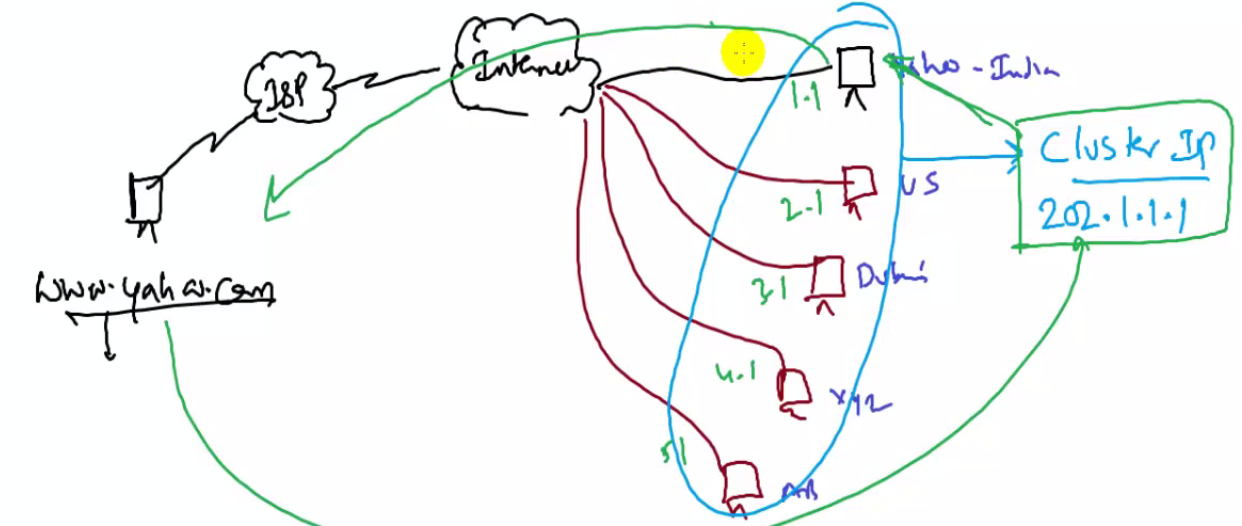 ISP
Internet
www.yahoo.com
1.1
Yahoo - India
2.1
US
3.1
Dubai
4.1
XYZ
5.1
AB
Cluster IP
202.1.1.1